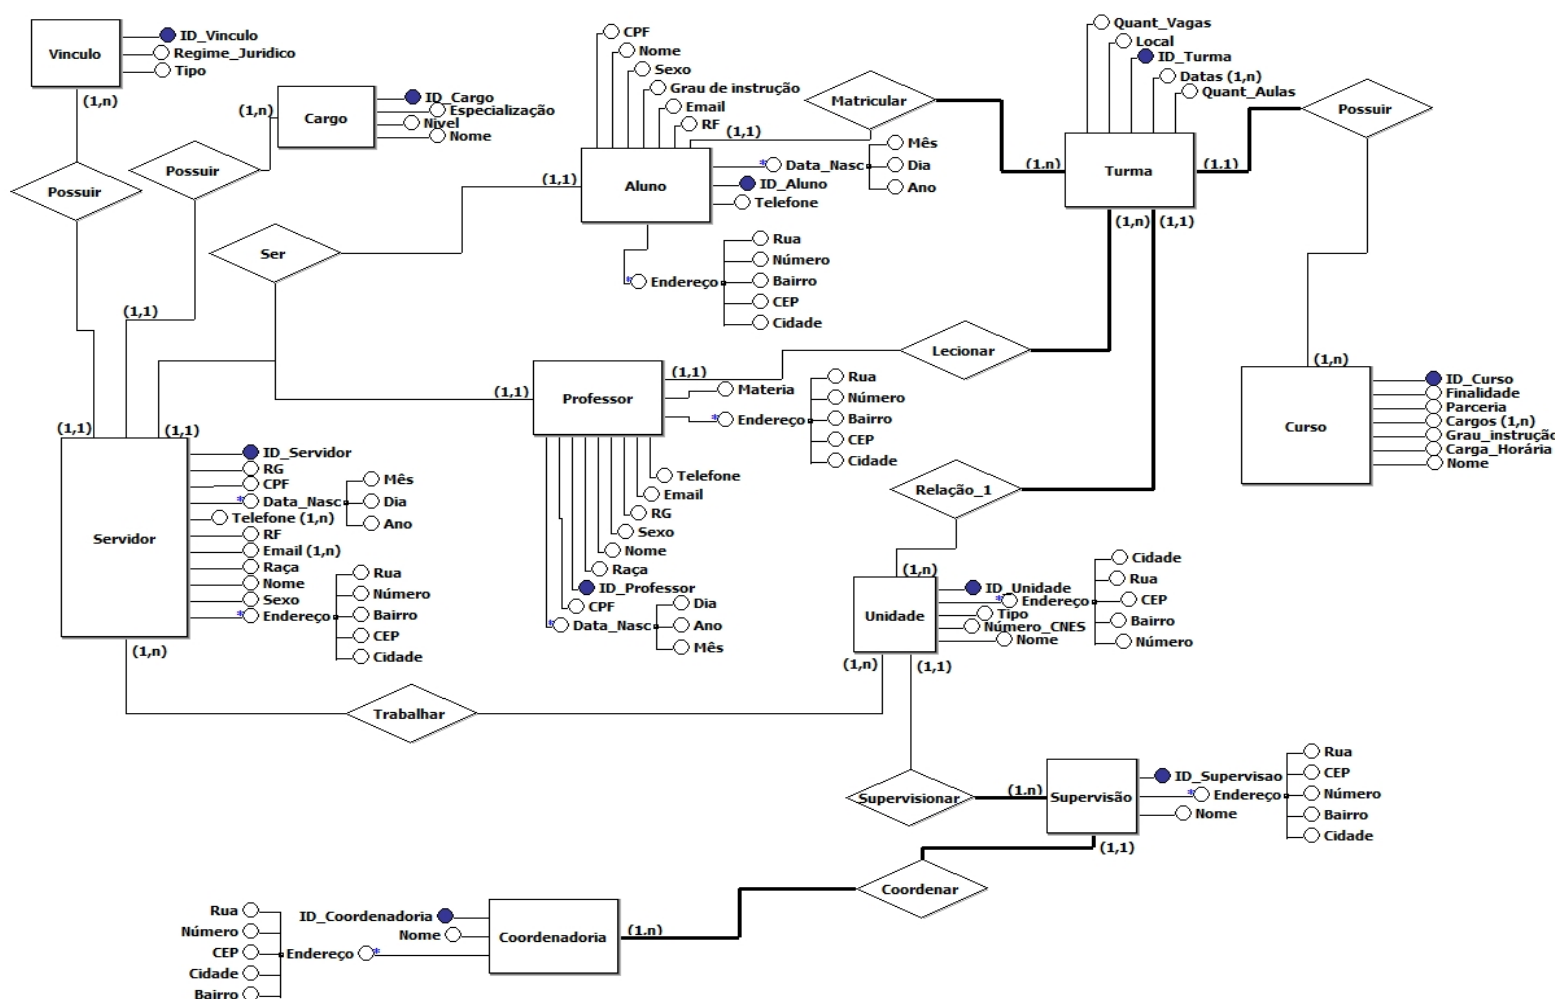 Vinculo
ID_Vinculo
Regime_Juridico
Tipo
(1,n)
Cargo
(1,n)
ID_Cargo
Especialização
Nivel
Nome
Possuir
Possuir
Ser
(1,1)
CPF
Nome
Sexo
Grau de instrução
Email
RF
(1,1)
Aluno
(1,1)
Data_Nasc
Mês
Dia
Ano
ID_Aluno
Telefone
Endereço
Rua
Número
Bairro
CEP
Cidade
Matricular
(1.n)
Quant_Vagas
Local
ID_Turma
Datas (1,n)
Quant_Aulas
Turma
(1.1)
(1,n)
(1,1)
Possuir
(1,n)
Curso
ID_Curso
Finalidade
Parceria
Cargos (1,n)
Grau_instrução
Carga_Horária
Nome
Lecionar
Professor
(1,1)
(1,1)
Materia
Endereço
Rua
Número
Bairro
CEP
Cidade
Telefone
Email
RG
Sexo
Nome
Raça
ID_Professor
CPF
Data_Nasc
Dia
Ano
Mês
(1,1)
(1,1)
Servidor
ID_Servidor
RG
CPF
Data_Nasc
Mês
Dia
Ano
Telefone (1,n)
RF
Email (1,n)
Raça
Nome
Sexo
Endereço
Rua
Número
Bairro
CEP
Cidade
(1,n)
Trabalhar
Relação_1
(1,n)
Unidade
ID_Unidade
Endereço
Tipo
Número_CNES
Nome
Cidade
Rua
CEP
Bairro
Número
(1,n)
(1,1)
Supervisionar
(1.n)
Supervisão
ID_Supervisao
Endereço
Nome
Rua
CEP
Número
Bairro
Cidade
(1,1)
Coordenar
Coordenadoria
(1.n)
ID_Coordenadoria
Nome
Endereço
Rua
Número
CEP
Cidade
Bairro